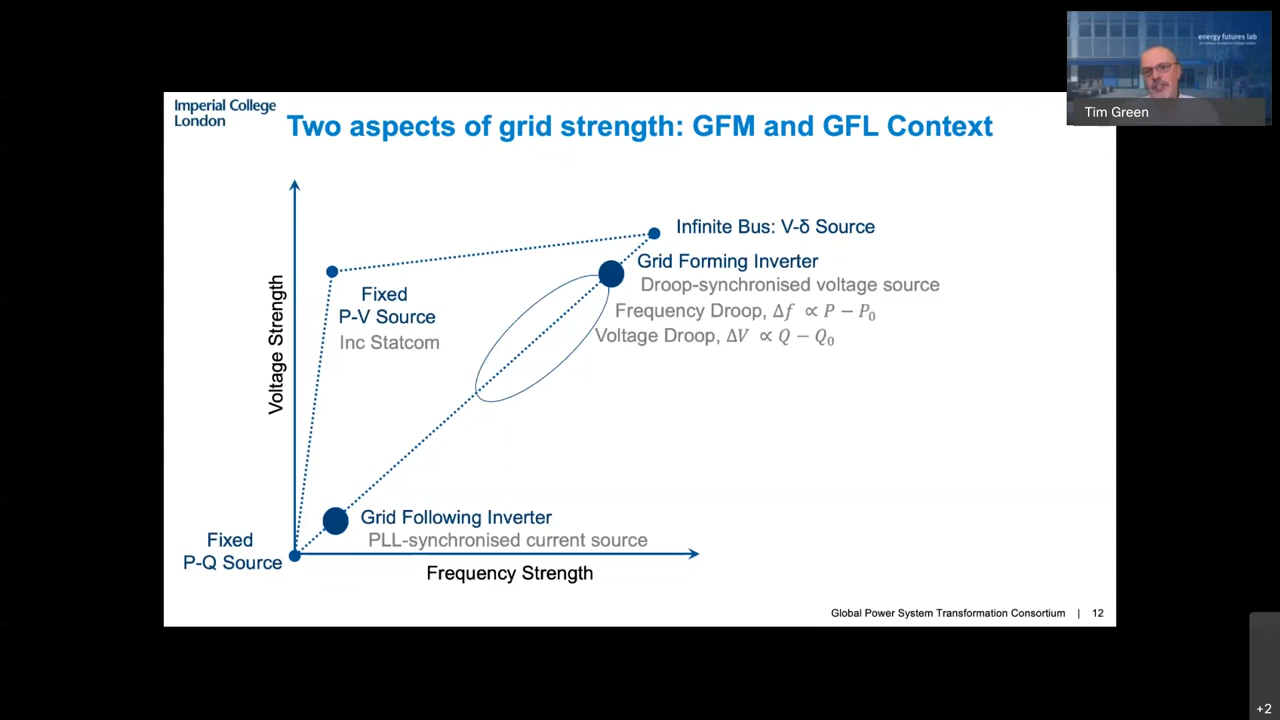 energy futures lab
Tim Green
Imperial College
London
Two aspects of grid strength: GFM and GFL Context
Infinite Bus: V-δ Source
Grid Forming Inverter
Droop-synchronised voltage source
Frequency Droop, Δf ∝ P − P₀
Voltage Droop, ΔV ∝ Q − Q₀
Fixed
P-V Source
Inc Statcom
Voltage Strength
Grid Following Inverter
PLL-synchronised current source
Fixed
P-Q Source
Frequency Strength
Global Power System Transformation Consortium | 12
+2